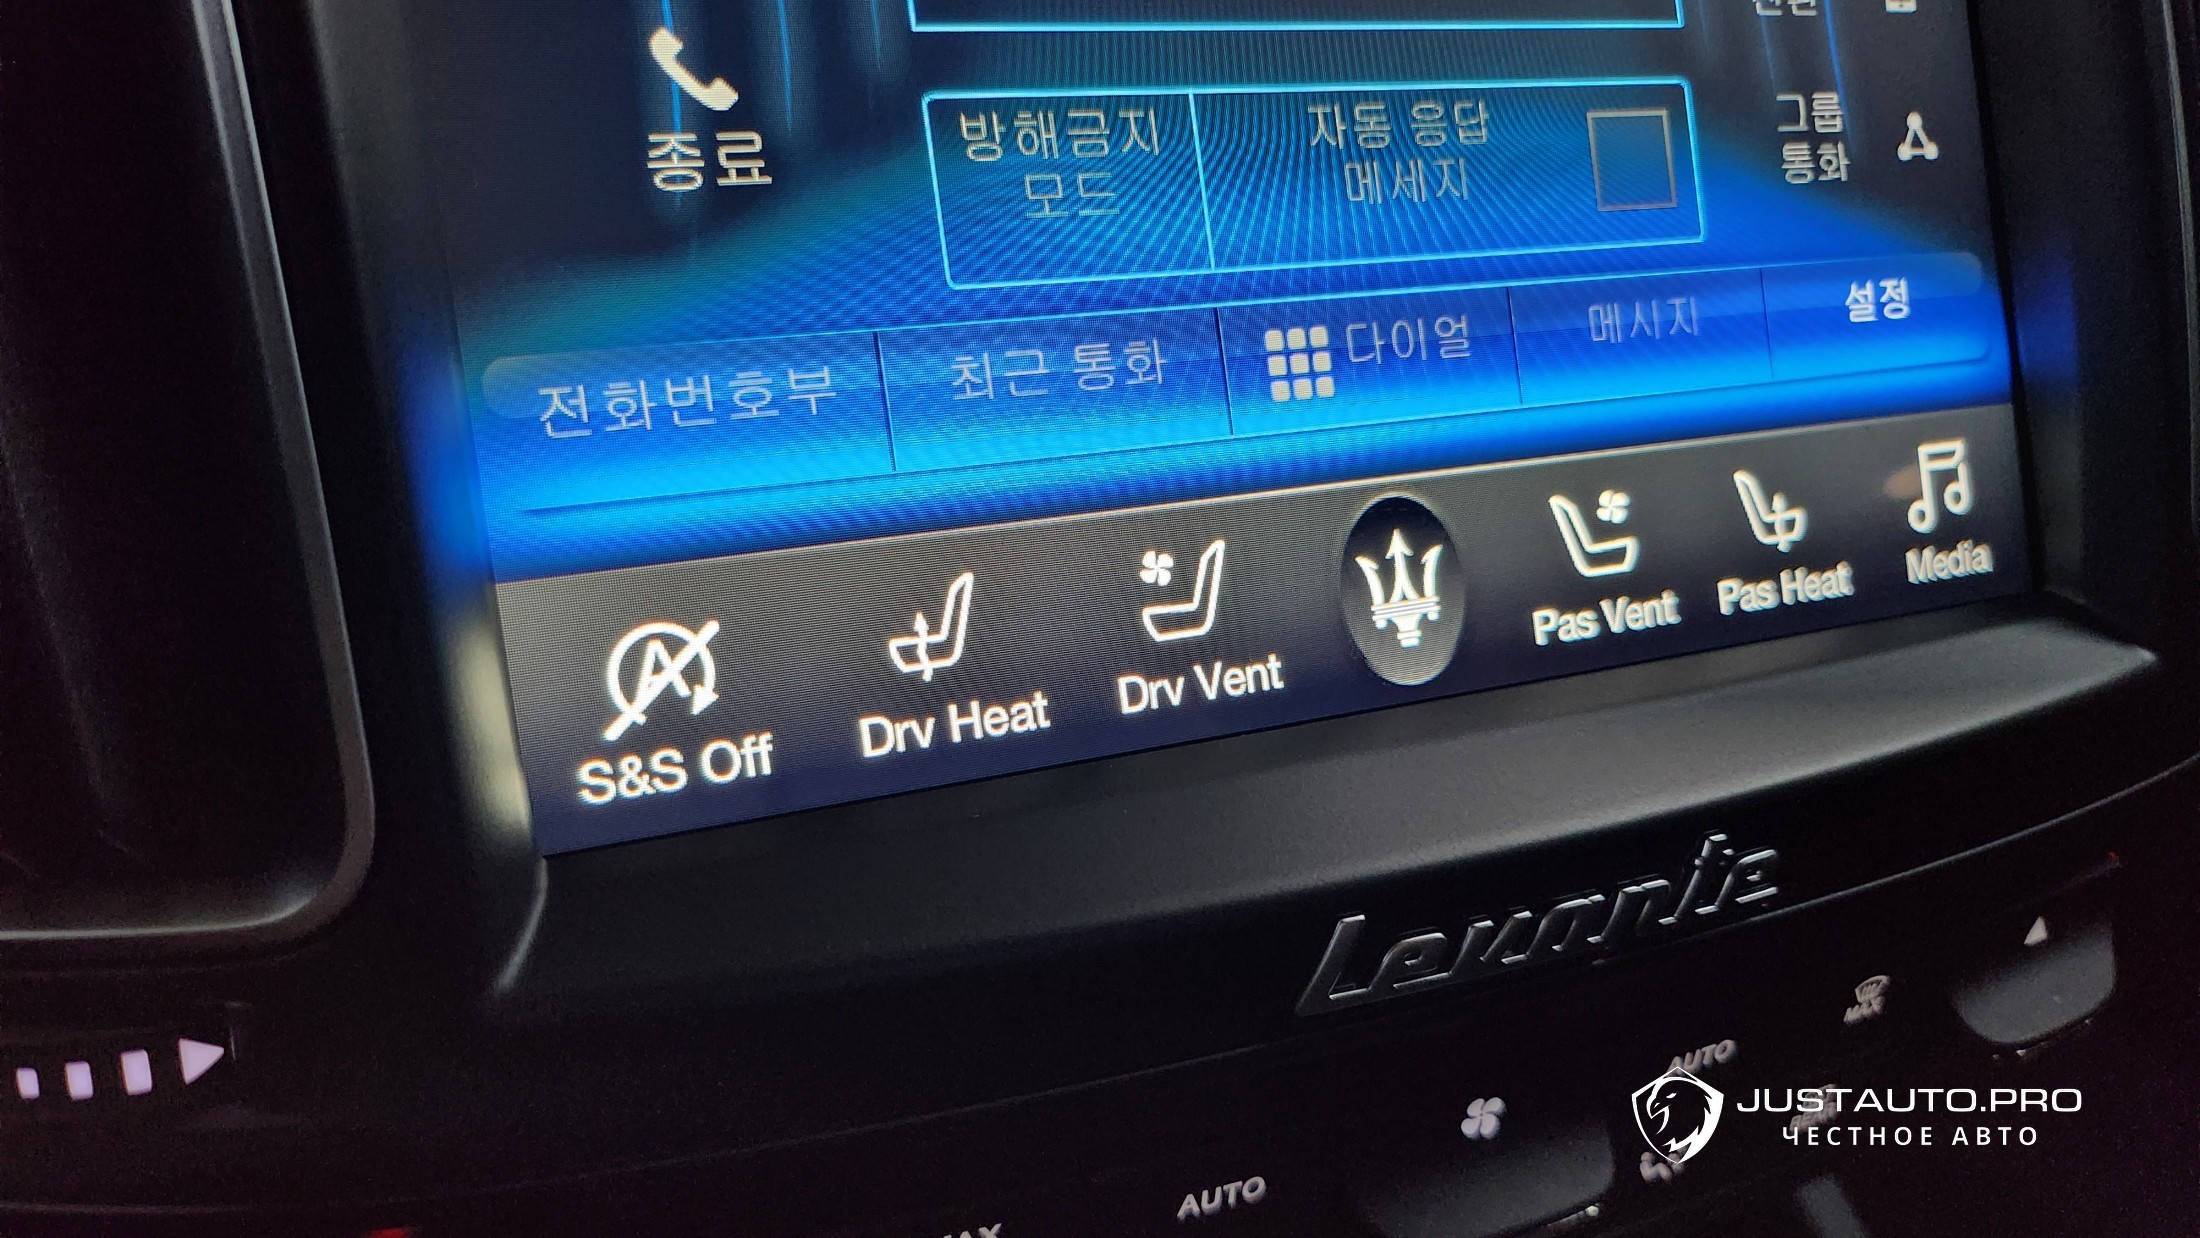 종료
방해금지
모드
자동 응답
메세지
그룹
통화
전화번호부
최근 통화
다이얼
메시지
설정
S&S Off
Drv Heat
Drv Vent
Pas Vent
Pas Heat
Media
Levante
MAX
AUTO
AUTO
JUSTAUTO.PRO
ЧЕСТНОЕ АВТО